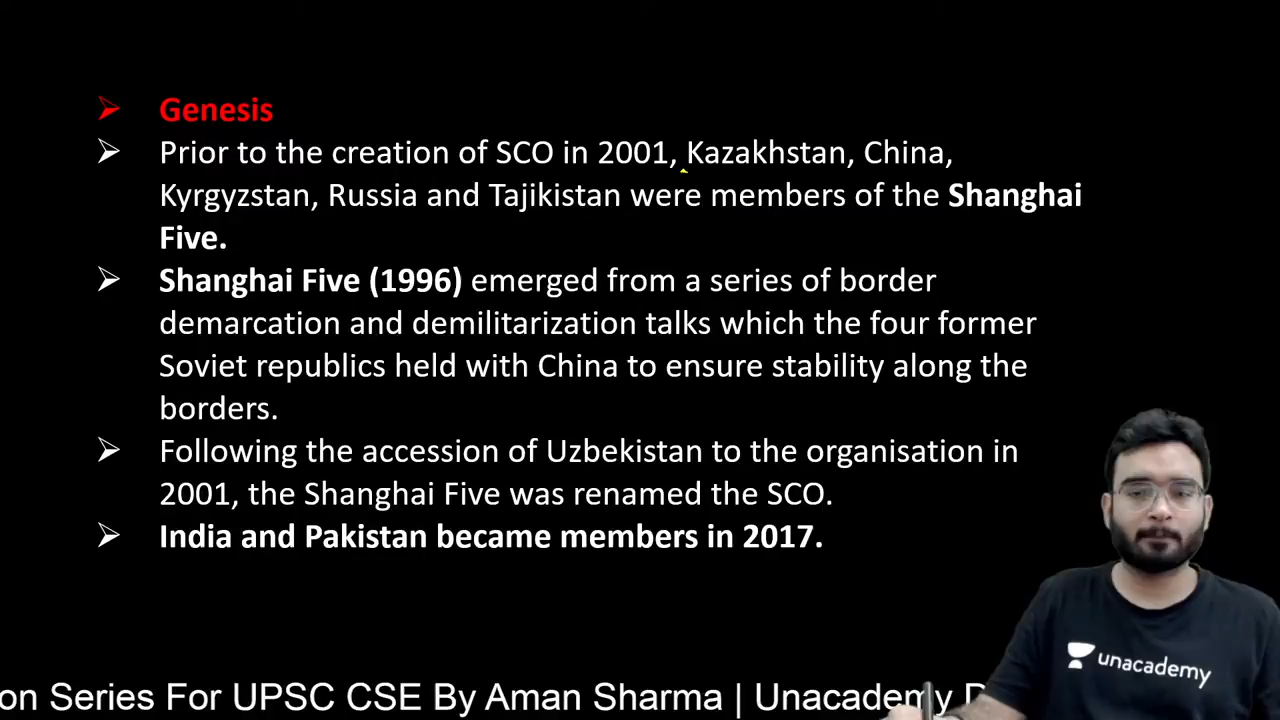 Genesis
Prior to the creation of SCO in 2001, Kazakhstan, China,
Kyrgyzstan, Russia and Tajikistan were members of the Shanghai
Five.
Shanghai Five (1996) emerged from a series of border
demarcation and demilitarization talks which the four former
Soviet republics held with China to ensure stability along the
borders.
Following the accession of Uzbekistan to the organisation in
2001, the Shanghai Five was renamed the SCO.
India and Pakistan became members in 2017.
unacademy
on Series For UPSC CSE By Aman Sharma | Unacademy